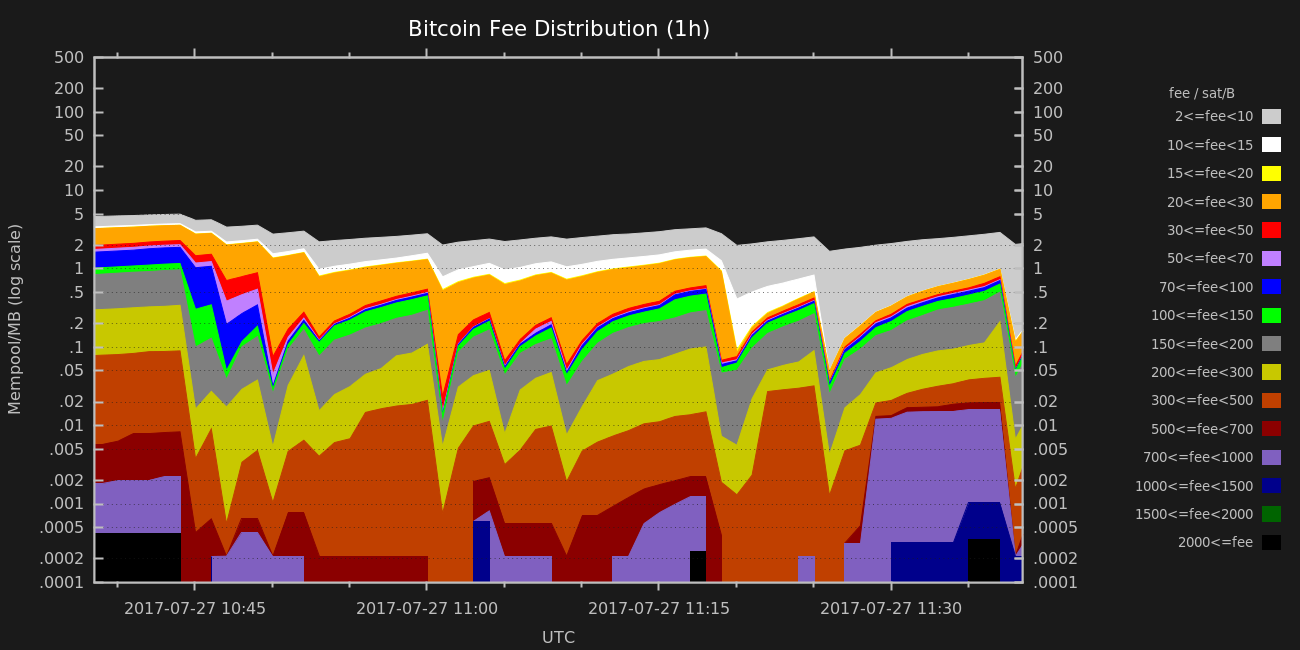 Bitcoin Fee Distribution (1h)
500 500
200 200
100 100
50 50
20 20
10 10
5 5
2 2
1 1
.5 .5
.2 .2
.1 .1
.05 .05
.02 .02
.01 .01
.005 .005
.002 .002
.001 .001
.0005 .0005
.0002 .0002
.0001 .0001
Mempool/MB (log scale)
2017-07-27 10:45 2017-07-27 11:00 2017-07-27 11:15 2017-07-27 11:30
UTC
fee / sat/B
2<=fee<10
10<=fee<15
15<=fee<20
20<=fee<30
30<=fee<50
50<=fee<70
70<=fee<100
100<=fee<150
150<=fee<200
200<=fee<300
300<=fee<500
500<=fee<700
700<=fee<1000
1000<=fee<1500
1500<=fee<2000
2000<=fee